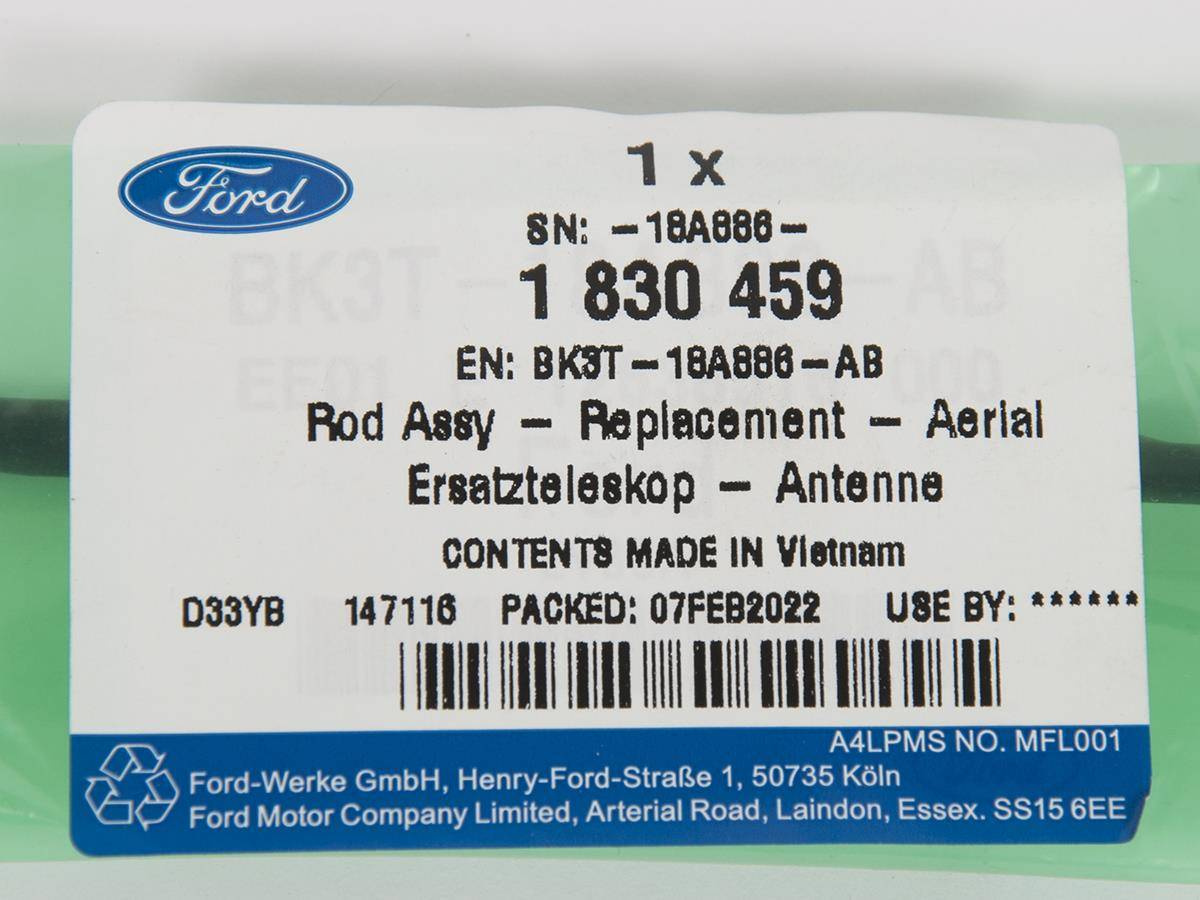 Ford
1 x
SN: -18A886-
1 830 459
EN: BK3T-18A886-AB
Rod Assy - Replacement - Aerial
Ersatzteleskop - Antenne
CONTENTS MADE IN Vietnam
D33YB 147116 PACKED: 07FEB2022 USE BY: ******
A4LPMS NO. MFL001
Ford-Werke GmbH, Henry-Ford-Straße 1, 50735 Köln
Ford Motor Company Limited, Arterial Road, Laindon, Essex. SS15 6EE